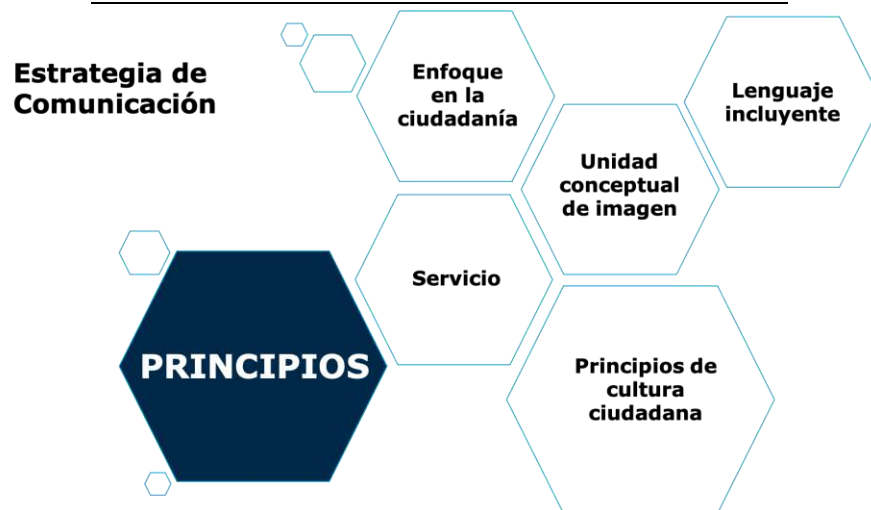 Estrategia de
Comunicación
Enfoque
en la
ciudadanía
Lenguaje
incluyente
Unidad
conceptual
de imagen
Servicio
PRINCIPIOS
Principios de
cultura
ciudadana